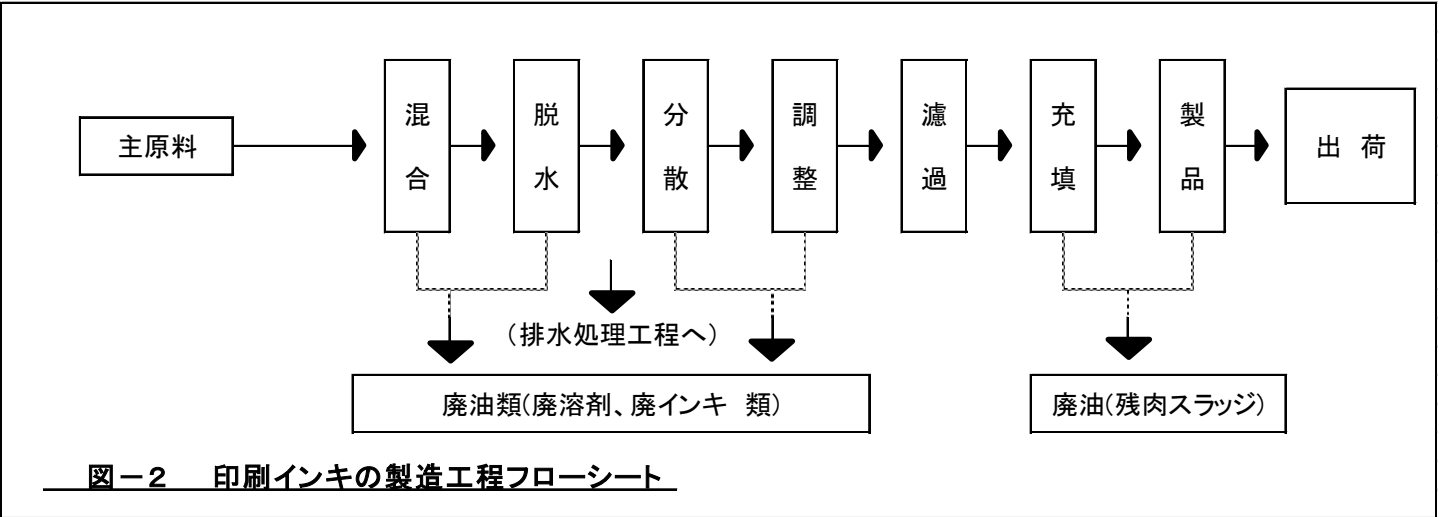 主原料
混合
脱水
分散
調整
濾過
充填
製品
出 荷
(排水処理工程へ)
廃油類(廃溶剤、廃インキ 類)
廃油(残肉スラッジ)
図－２ 印刷インキの製造工程フローシート